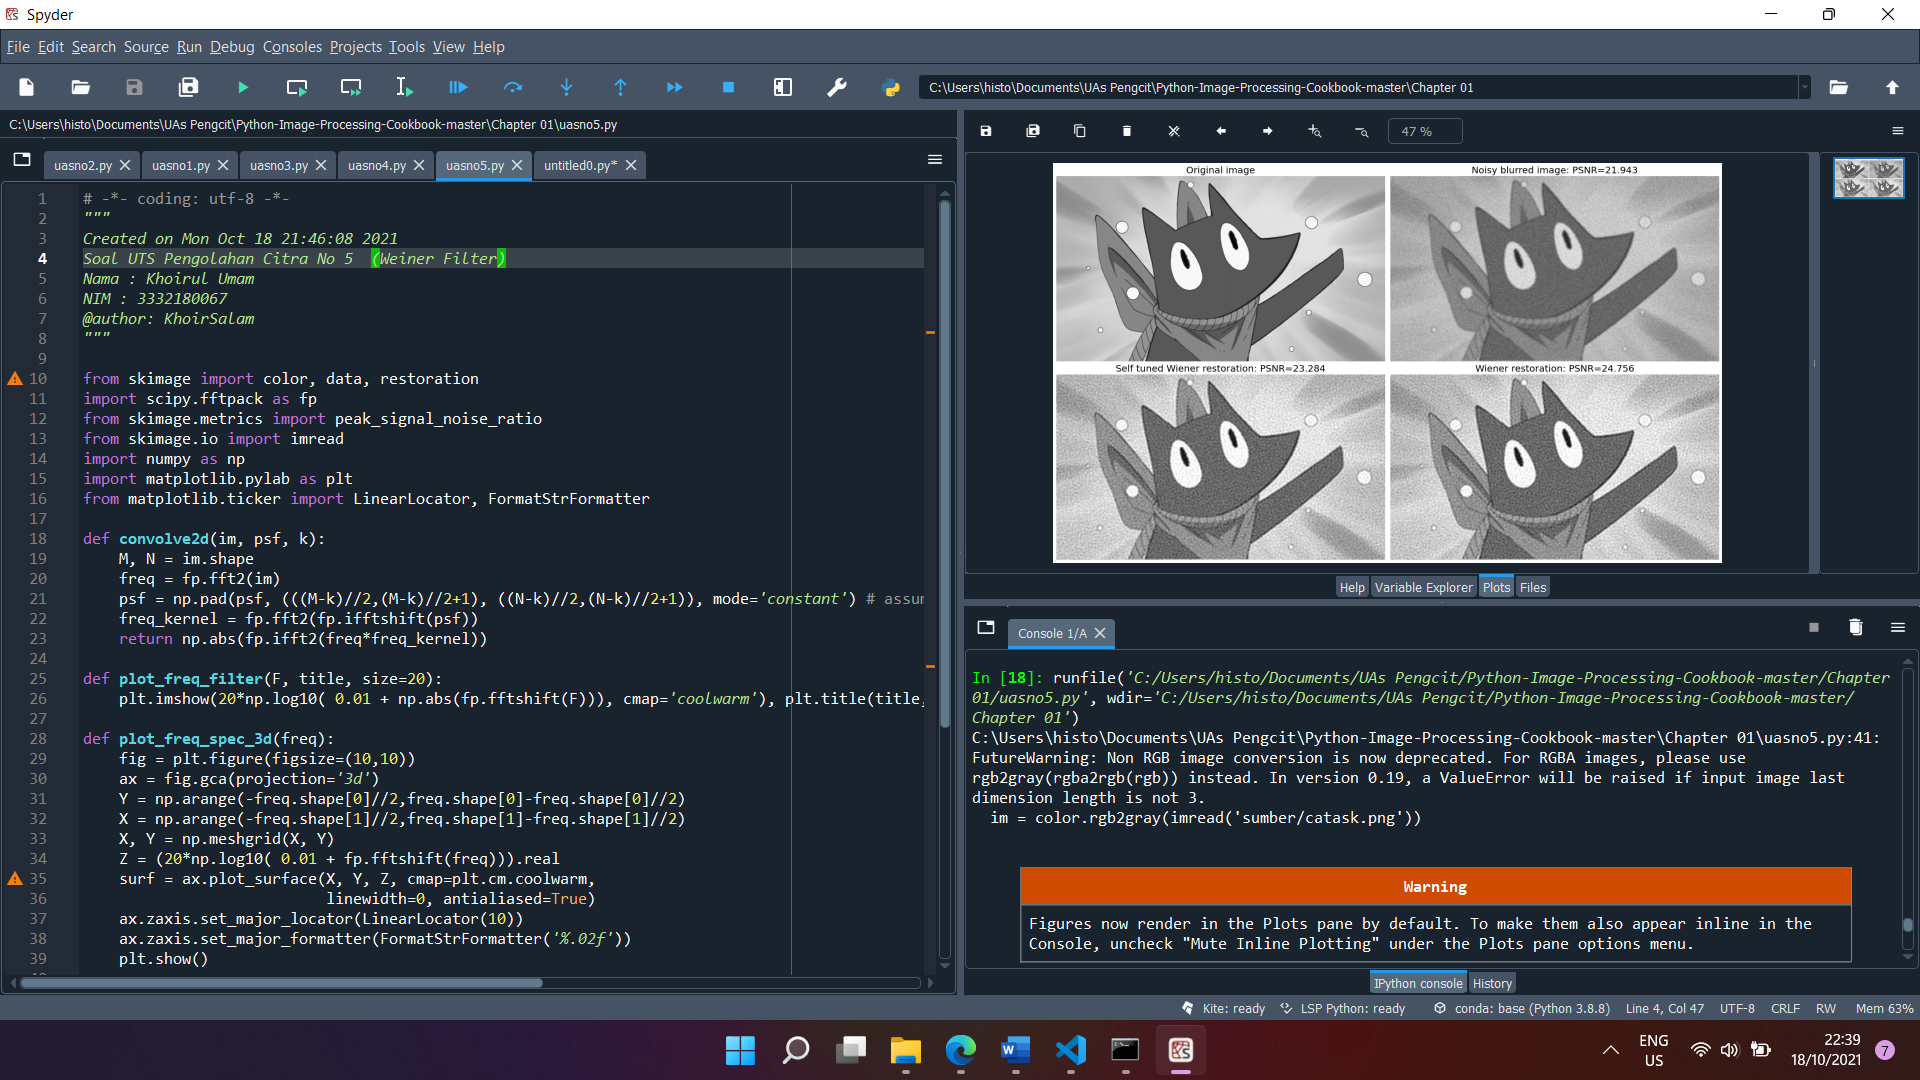 Spyder
File Edit Search Source Run Debug Consoles Projects Tools View Help
C:\Users\histo\Documents\UAs Pengcit\Python-Image-Processing-Cookbook-master\Chapter 01
C:\Users\histo\Documents\UAs Pengcit\Python-Image-Processing-Cookbook-master\Chapter 01\uasno5.py
uasno2.py uasno1.py uasno3.py uasno4.py uasno5.py untitled0.py*
1 # -*- coding: utf-8 -*-
2 """
3 Created on Mon Oct 18 21:46:08 2021
4 Soal UTS Pengolahan Citra No 5  (Weiner Filter)
5 Nama : Khoirul Umam
6 NIM : 3332180067
7 @author: KhoirSalam
8 """
9
10 from skimage import color, data, restoration
11 import scipy.fftpack as fp
12 from skimage.metrics import peak_signal_noise_ratio
13 from skimage.io import imread
14 import numpy as np
15 import matplotlib.pylab as plt
16 from matplotlib.ticker import LinearLocator, FormatStrFormatter
17
18 def convolve2d(im, psf, k):
19     M, N = im.shape
20     freq = fp.fft2(im)
21     psf = np.pad(psf, (((M-k)//2,(M-k)//2+1), ((N-k)//2,(N-k)//2+1)), mode='constant') # assum
22     freq_kernel = fp.fft2(fp.ifftshift(psf))
23     return np.abs(fp.ifft2(freq*freq_kernel))
24
25 def plot_freq_filter(F, title, size=20):
26     plt.imshow(20*np.log10( 0.01 + np.abs(fp.fftshift(F))), cmap='coolwarm'), plt.title(title,
27
28 def plot_freq_spec_3d(freq):
29     fig = plt.figure(figsize=(10,10))
30     ax = fig.gca(projection='3d')
31     Y = np.arange(-freq.shape[0]//2,freq.shape[0]-freq.shape[0]//2)
32     X = np.arange(-freq.shape[1]//2,freq.shape[1]-freq.shape[1]//2)
33     X, Y = np.meshgrid(X, Y)
34     Z = (20*np.log10( 0.01 + fp.fftshift(freq))).real
35     surf = ax.plot_surface(X, Y, Z, cmap=plt.cm.coolwarm,
36                            linewidth=0, antialiased=True)
37     ax.zaxis.set_major_locator(LinearLocator(10))
38     ax.zaxis.set_major_formatter(FormatStrFormatter('%.02f'))
39     plt.show()
47 %
Original image
Noisy blurred image: PSNR=21.943
Self tuned Wiener restoration: PSNR=23.284
Wiener restoration: PSNR=24.756
Help Variable Explorer Plots Files
Console 1/A
In [18]: runfile('C:/Users/histo/Documents/UAs Pengcit/Python-Image-Processing-Cookbook-master/Chapter
01/uasno5.py', wdir='C:/Users/histo/Documents/UAs Pengcit/Python-Image-Processing-Cookbook-master/
Chapter 01')
C:\Users\histo\Documents\UAs Pengcit\Python-Image-Processing-Cookbook-master\Chapter 01\uasno5.py:41:
FutureWarning: Non RGB image conversion is now deprecated. For RGBA images, please use
rgb2gray(rgba2rgb(rgb)) instead. In version 0.19, a ValueError will be raised if input image last
dimension length is not 3.
  im = color.rgb2gray(imread('sumber/catask.png'))
Warning
Figures now render in the Plots pane by default. To make them also appear inline in the
Console, uncheck "Mute Inline Plotting" under the Plots pane options menu.
IPython console History
Kite: ready LSP Python: ready conda: base (Python 3.8.8) Line 4, Col 47 UTF-8 CRLF RW Mem 63%
ENG
US
22:39
18/10/2021
7